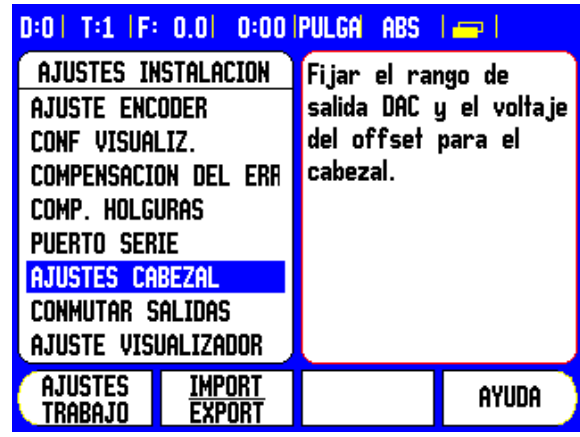 D:0 | T:1 | F: 0.0 | 0:00 | PULGA ABS | |
AJUSTES INSTALACION
AJUSTE ENCODER
CONF VISUALIZ.
COMPENSACION DEL ERR
COMP. HOLGURAS
PUERTO SERIE
AJUSTES CABEZAL
CONMUTAR SALIDAS
AJUSTE VISUALIZADOR
Fijar el rango de
salida DAC y el voltaje
del offset para el
cabezal.
AJUSTES
TRABAJO
IMPORT
EXPORT
AYUDA